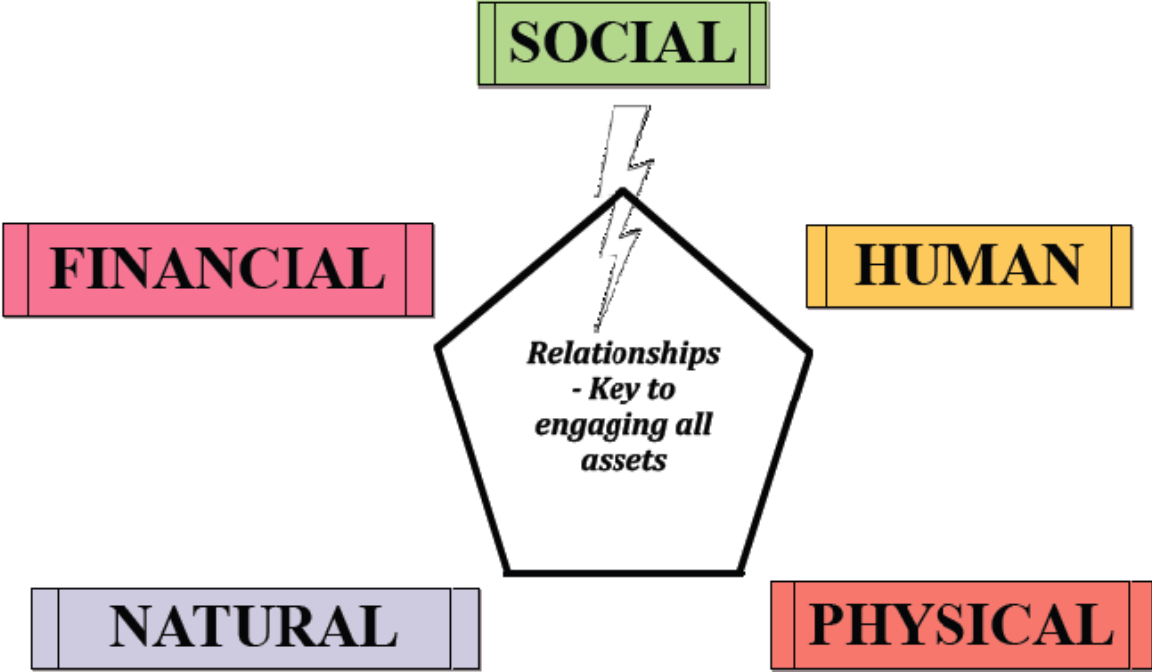 SOCIAL
FINANCIAL
HUMAN
Relationships
- Key to
engaging all
assets
NATURAL
PHYSICAL